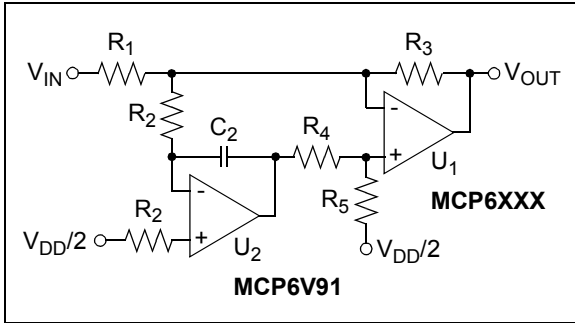 R1
R3
VIN
VOUT
R2
C2
R4
-
+
U1
-
+
U2
R5
MCP6XXX
R2
VDD/2
VDD/2
MCP6V91